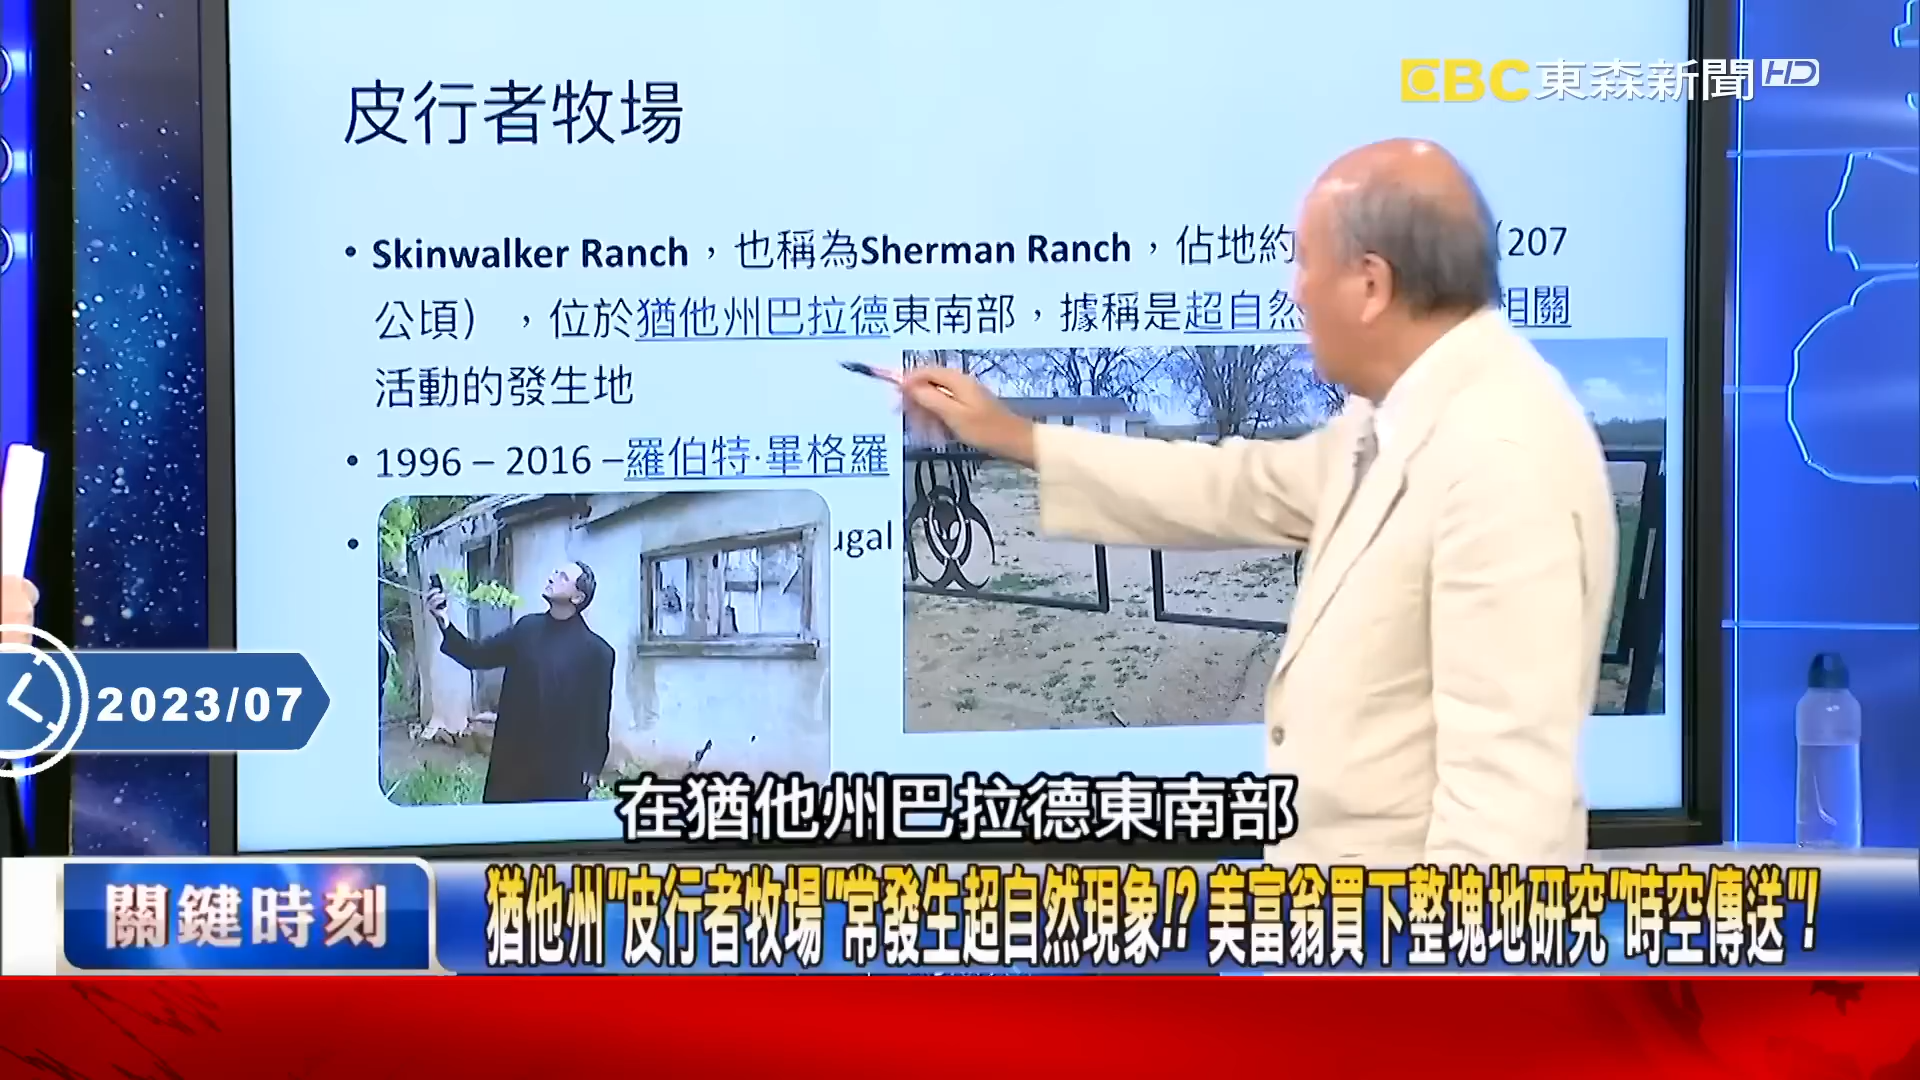 EBC東森新聞HD
皮行者牧場
• Skinwalker Ranch，也稱為Sherman Ranch，佔地約 （207
公頃），位於猶他州巴拉德東南部，據稱是超自然 相關
活動的發生地
• 1996 – 2016 –羅伯特·畢格羅
• ugal
2023/07
在猶他州巴拉德東南部
關鍵時刻
猶他州"皮行者牧場"常發生超自然現象!? 美富翁買下整塊地研究"時空傳送"!